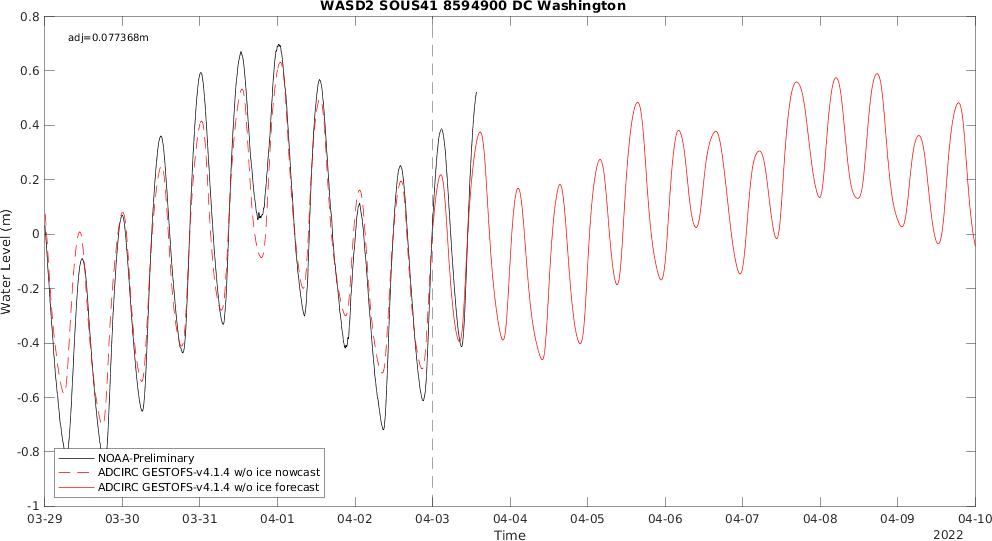 WASD2 SOUS41 8594900 DC Washington
adj=0.077368m
0.8
0.6
0.4
0.2
0
-0.2
-0.4
-0.6
-0.8
-1
Water Level (m)
NOAA-Preliminary
ADCIRC GESTOFS-v4.1.4 w/o ice nowcast
ADCIRC GESTOFS-v4.1.4 w/o ice forecast
03-29 03-30 03-31 04-01 04-02 04-03 04-04 04-05 04-06 04-07 04-08 04-09 04-10
Time
2022